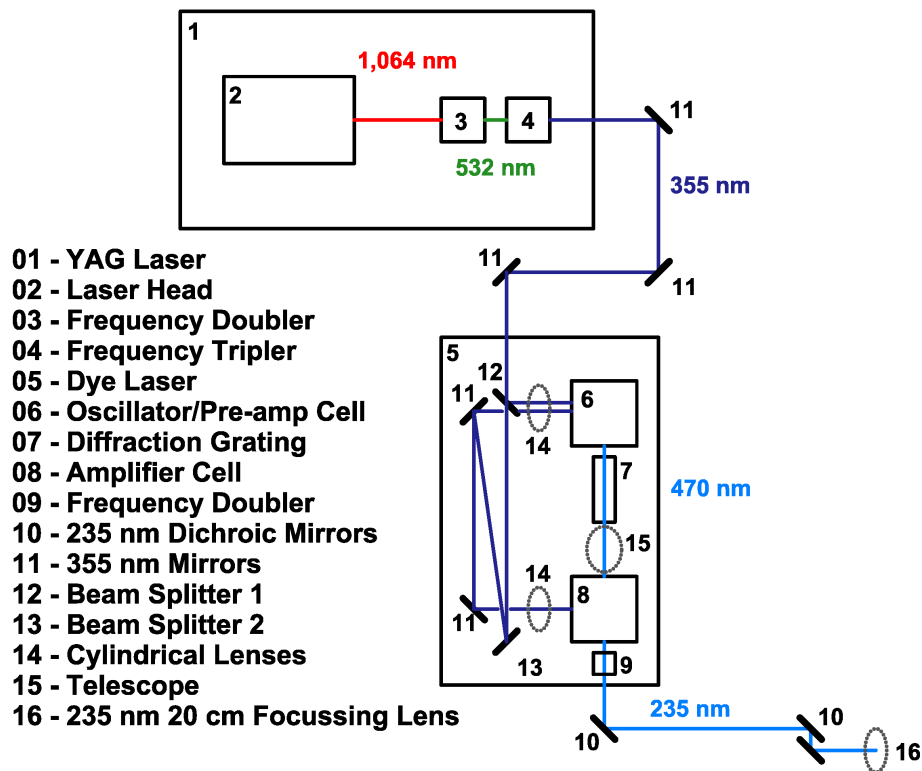 1
1,064 nm
2
3
4
11
532 nm
355 nm
11
11
01 - YAG Laser
02 - Laser Head
03 - Frequency Doubler
04 - Frequency Tripler
05 - Dye Laser
06 - Oscillator/Pre-amp Cell
07 - Diffraction Grating
08 - Amplifier Cell
09 - Frequency Doubler
10 - 235 nm Dichroic Mirrors
11 - 355 nm Mirrors
12 - Beam Splitter 1
13 - Beam Splitter 2
14 - Cylindrical Lenses
15 - Telescope
16 - 235 nm 20 cm Focussing Lens
5
12
11
6
14
7
470 nm
15
14
8
11
13
9
235 nm
10
10
16